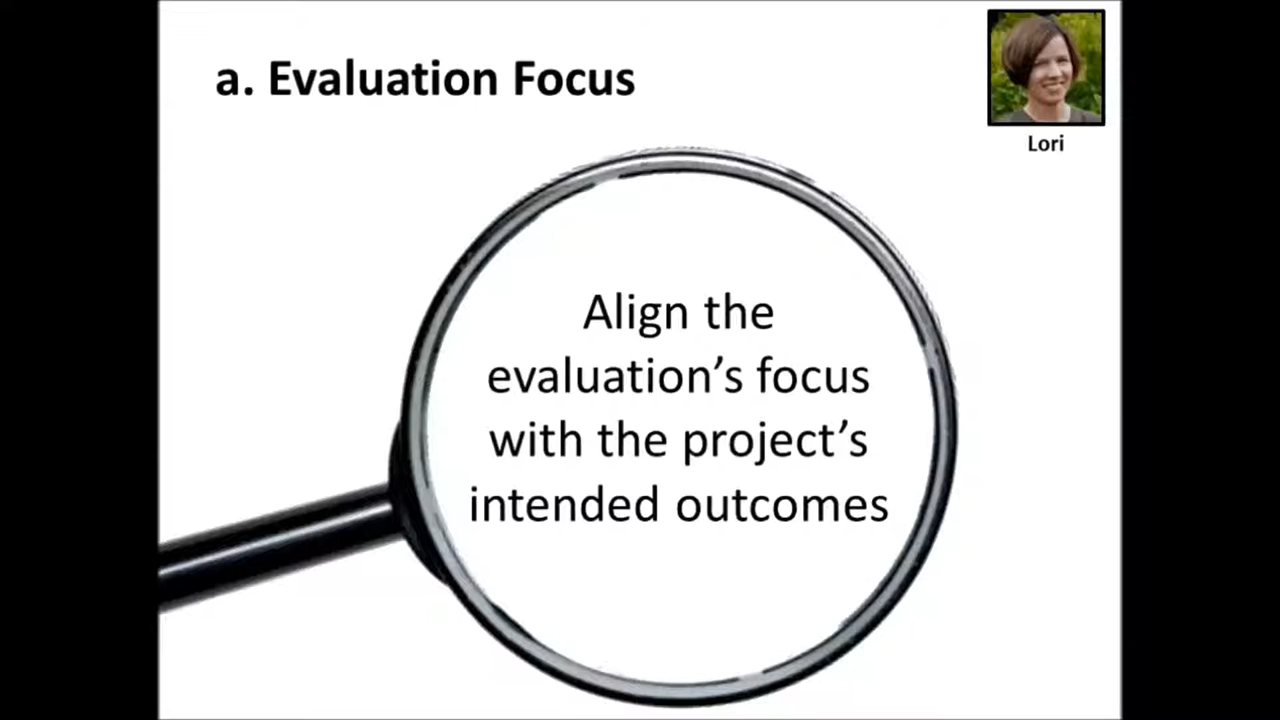 a. Evaluation Focus
Lori
Align the
evaluation’s focus
with the project’s
intended outcomes